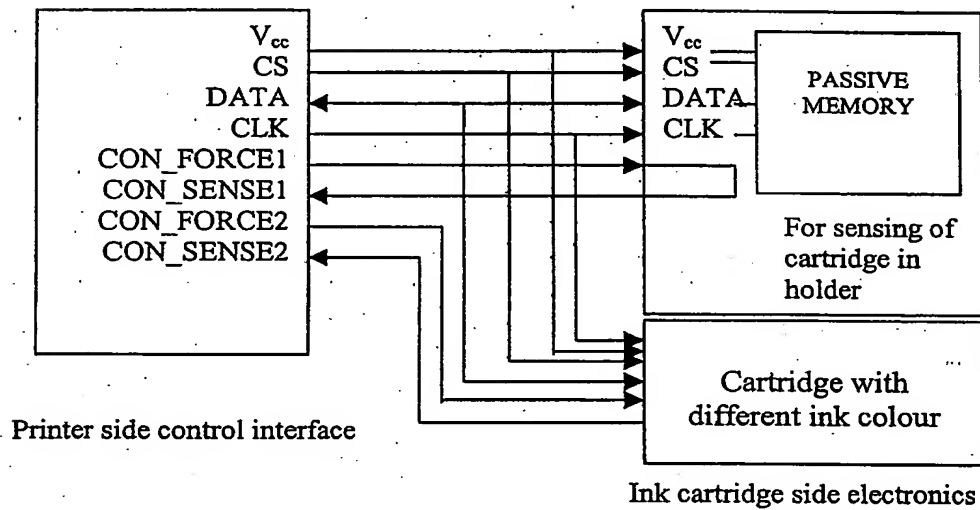 Vcc
CS
DATA
CLK
CON_FORCE1
CON_SENSE1
CON_FORCE2
CON_SENSE2
Printer side control interface
Vcc
CS
DATA
CLK
PASSIVE
MEMORY
For sensing of
cartridge in
holder
Cartridge with
different ink colour
Ink cartridge side electronics